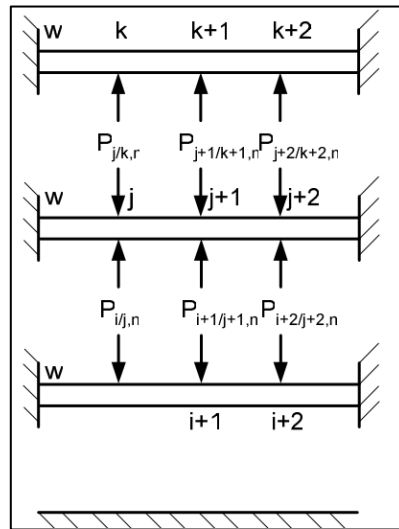 w k k+1 k+2
P_{j/k,n} P_{j+1/k+1,n} P_{j+2/k+2,n}
w j j+1 j+2
P_{i/j,n} P_{i+1/j+1,n} P_{i+2/j+2,n}
w
i+1 i+2